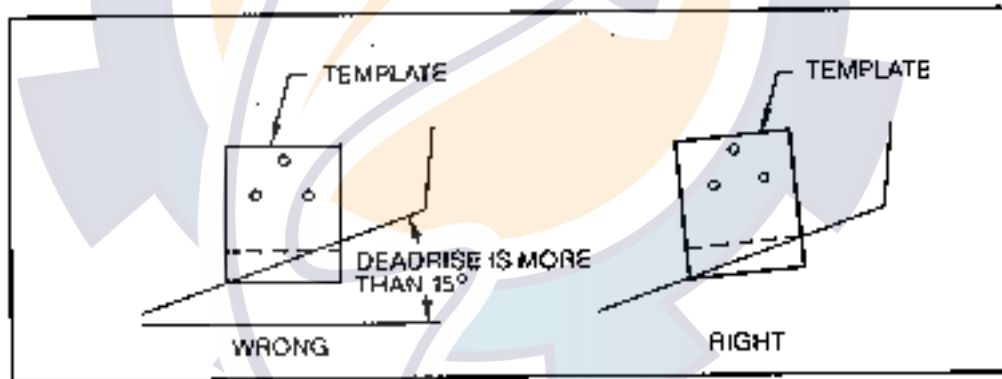 TEMPLATE
DEADRISE IS MORE
THAN 15°
WRONG
TEMPLATE
RIGHT